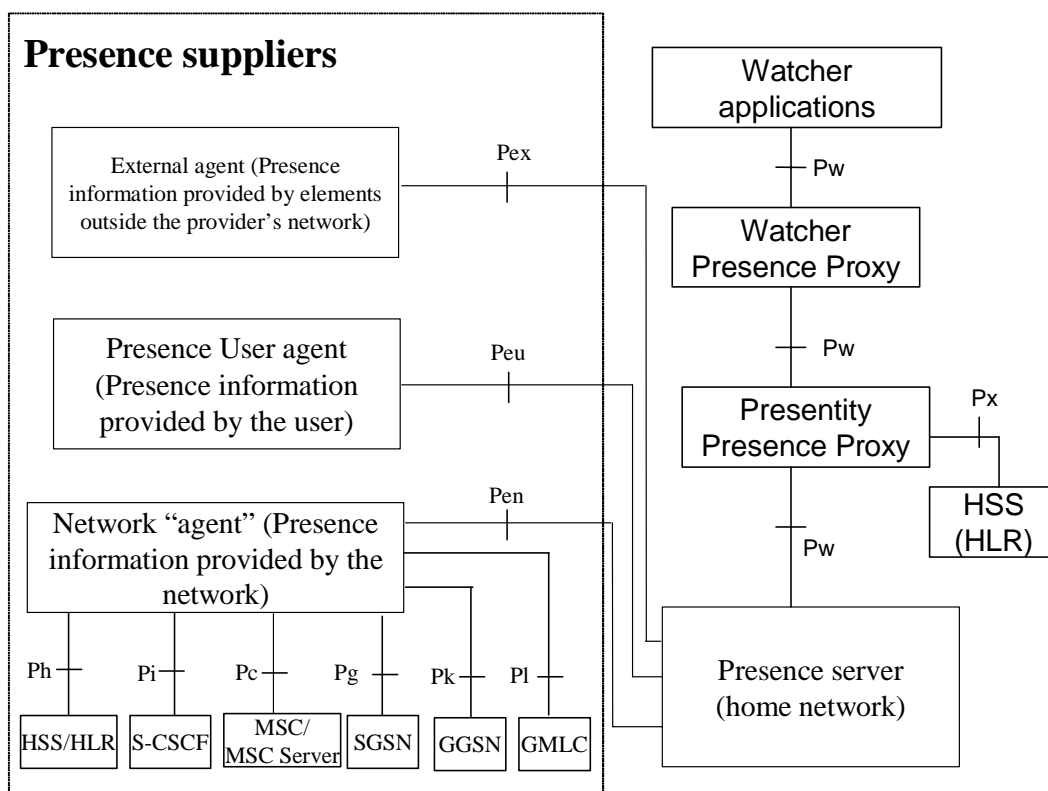 Presence suppliers
External agent (Presence
information provided by elements
outside the provider's network)
Pex
Presence User agent
(Presence information
provided by the user)
Peu
Network “agent” (Presence
information provided by the
network)
Pen
Ph
Pi
Pc
Pg
Pk
Pl
HSS/HLR
S-CSCF
MSC/
MSC Server
SGSN
GGSN
GMLC
Watcher
applications
Pw
Watcher
Presence Proxy
Pw
Presentity
Presence Proxy
Px
HSS
(HLR)
Pw
Presence server
(home network)